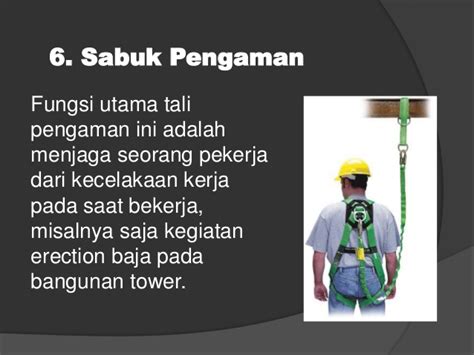 6. Sabuk Pengaman
Fungsi utama tali
pengaman ini adalah
menjaga seorang pekerja
dari kecelakaan kerja
pada saat bekerja,
misalnya saja kegiatan
erection baja pada
bangunan tower.